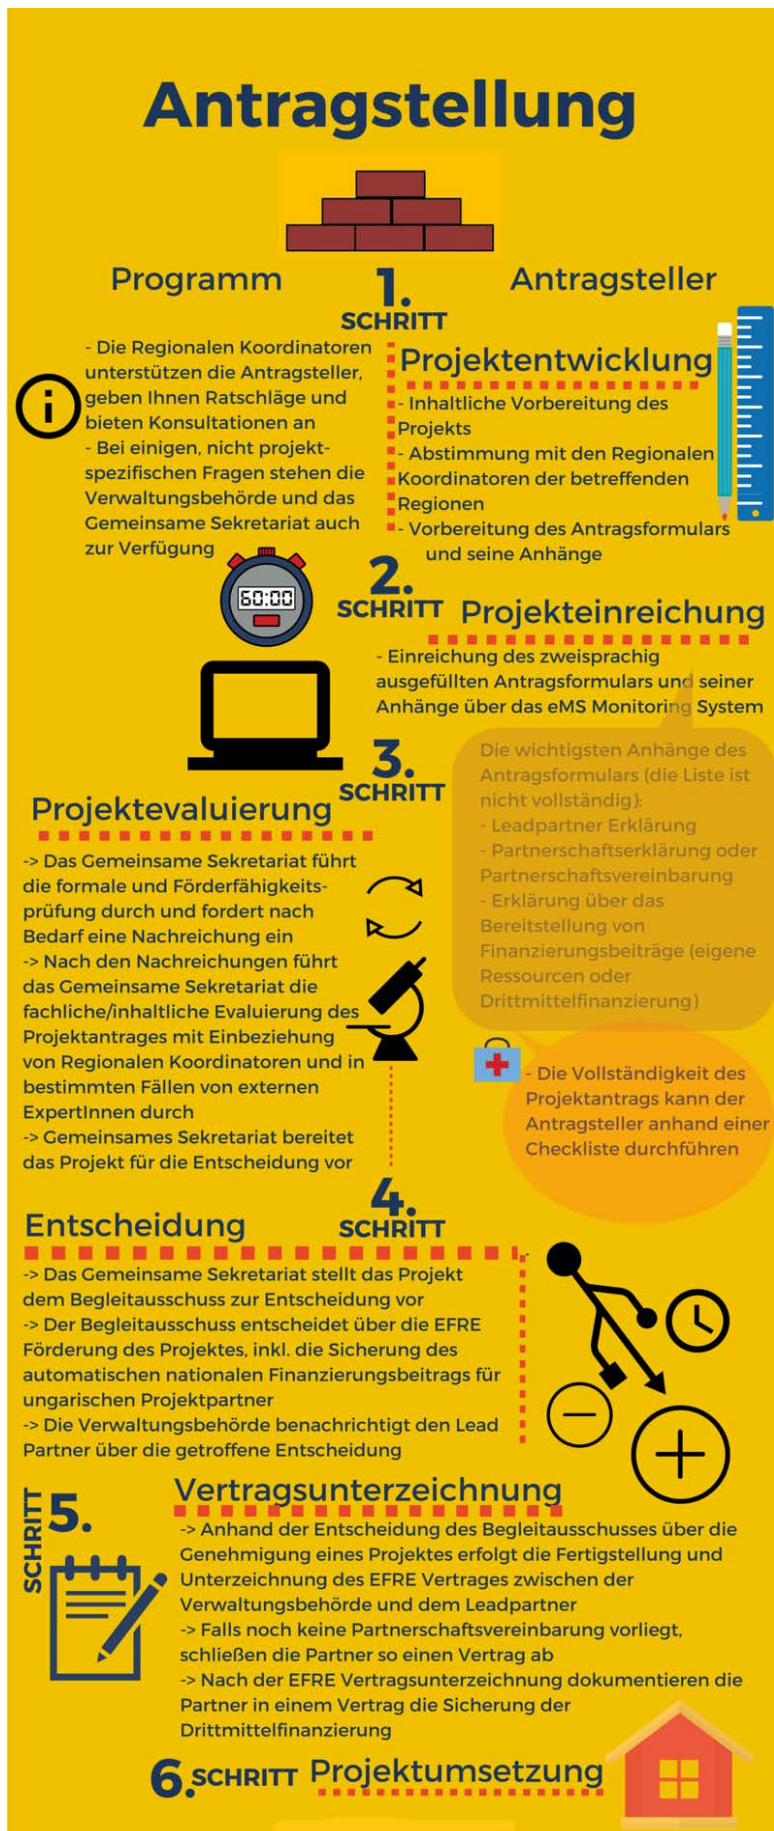 Antragstellung
Programm
Antragsteller
1.
SCHRITT
- Die Regionalen Koordinatoren
unterstützen die Antragsteller,
geben Ihnen Ratschläge und
bieten Konsultationen an
- Bei einigen, nicht projekt-
spezifischen Fragen stehen die
Verwaltungsbehörde und das
Gemeinsame Sekretariat auch
zur Verfügung
Projektentwicklung
- Inhaltliche Vorbereitung des
Projekts
- Abstimmung mit den Regionalen
Koordinatoren der betreffenden
Regionen
- Vorbereitung des Antragsformulars
und seine Anhänge
60:00
2.
SCHRITT
Projekteinreichung
- Einreichung des zweisprachig
ausgefüllten Antragsformulars und seiner
Anhänge über das eMS Monitoring System
Die wichtigsten Anhänge des
Antragsformulars (die Liste ist
nicht vollständig):
- Leadpartner Erklärung
- Partnerschaftserklärung oder
Partnerschaftsvereinbarung
- Erklärung über das
Bereitstellung von
Finanzierungsbeiträge (eigene
Ressourcen oder
Drittmittelfinanzierung)
- Die Vollständigkeit des
Projektantrags kann der
Antragsteller anhand einer
Checkliste durchführen
3.
SCHRITT
Projektevaluierung
-> Das Gemeinsame Sekretariat führt
die formale und Förderfähigkeits-
prüfung durch und fordert nach
Bedarf eine Nachreichung ein
-> Nach den Nachreichungen führt
das Gemeinsame Sekretariat die
fachliche/inhaltliche Evaluierung des
Projektantrages mit Einbeziehung
von Regionalen Koordinatoren und in
bestimmten Fällen von externen
ExpertInnen durch
-> Gemeinsames Sekretariat bereitet
das Projekt für die Entscheidung vor
4.
SCHRITT
Entscheidung
-> Das Gemeinsame Sekretariat stellt das Projekt
dem Begleitausschuss zur Entscheidung vor
-> Der Begleitausschuss entscheidet über die EFRE
Förderung des Projektes, inkl. die Sicherung des
automatischen nationalen Finanzierungsbeitrags für
ungarischen Projektpartner
-> Die Verwaltungsbehörde benachrichtigt den Lead
Partner über die getroffene Entscheidung
SCHRITT
5.
Vertragsunterzeichnung
-> Anhand der Entscheidung des Begleitausschusses über die
Genehmigung eines Projektes erfolgt die Fertigstellung und
Unterzeichnung des EFRE Vertrages zwischen der
Verwaltungsbehörde und dem Leadpartner
-> Falls noch keine Partnerschaftsvereinbarung vorliegt,
schließen die Partner so einen Vertrag ab
-> Nach der EFRE Vertragsunterzeichnung dokumentieren die
Partner in einem Vertrag die Sicherung der
Drittmittelfinanzierung
6. SCHRITT Projektumsetzung